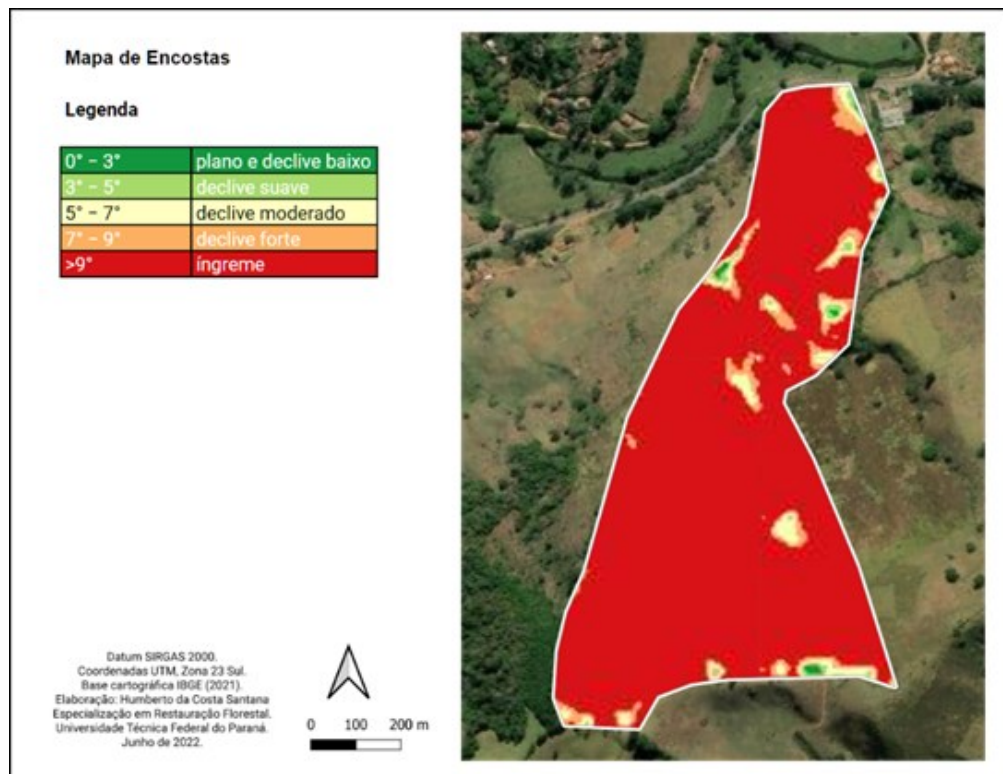 Mapa de Encostas
Legenda
0° – 3° plano e declive baixo
3° – 5° declive suave
5° – 7° declive moderado
7° – 9° declive forte
>9° íngreme
Datum SIRGAS 2000.
Coordenadas UTM, Zona 23 Sul.
Base cartográfica IBGE (2021).
Elaboração: Humberto da Costa Santana
Especialização em Restauração Florestal.
Universidade Técnica Federal do Paraná.
Junho de 2022.
0 100 200 m